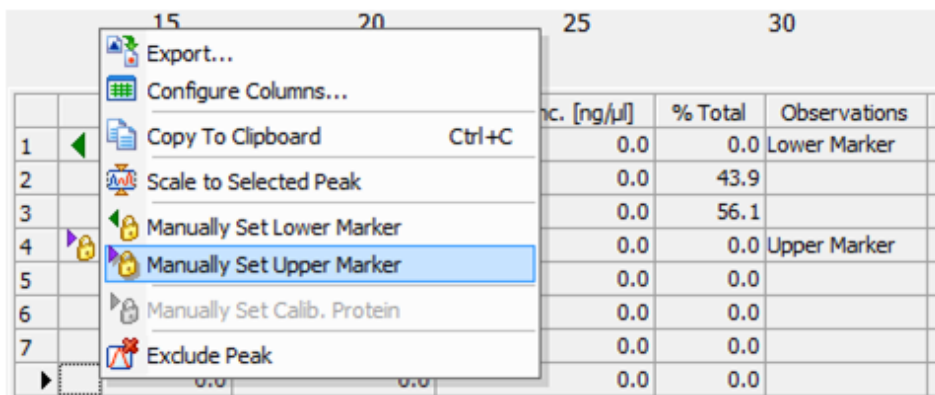 15 20 25 30
Export...
Configure Columns...
nc. [ng/µl] % Total Observations
Copy To Clipboard Ctrl+C
1 0.0 0.0 Lower Marker
2 Scale to Selected Peak 0.0 43.9
3 0.0 56.1
Manually Set Lower Marker
4 0.0 0.0 Upper Marker
Manually Set Upper Marker
5 0.0 0.0
6 Manually Set Calib. Protein 0.0 0.0
7 Exclude Peak 0.0 0.0
0.0 0.0 0.0 0.0